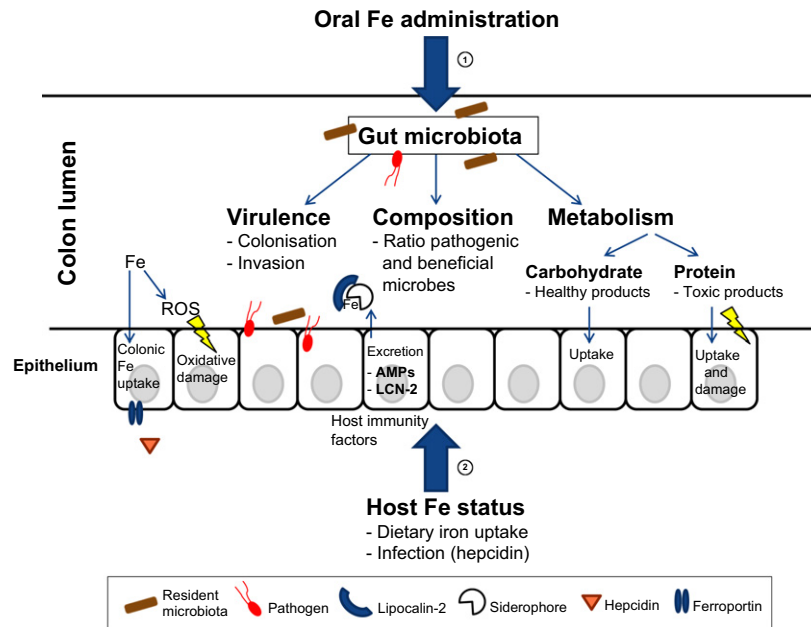 Oral Fe administration
1
Gut microbiota
Colon lumen
Virulence
- Colonisation
- Invasion
Composition
- Ratio pathogenic
and beneficial
microbes
Metabolism
Carbohydrate
- Healthy products
Protein
- Toxic products
Fe
ROS
Fe
Epithelium
Colonic
Fe
uptake
Oxidative
damage
Excretion
- AMPs
- LCN-2
Uptake
Uptake
and
damage
Host immunity
factors
2
Host Fe status
- Dietary iron uptake
- Infection (hepcidin)
Resident
microbiota
Pathogen
Lipocalin-2
Siderophore
Hepcidin
Ferroportin